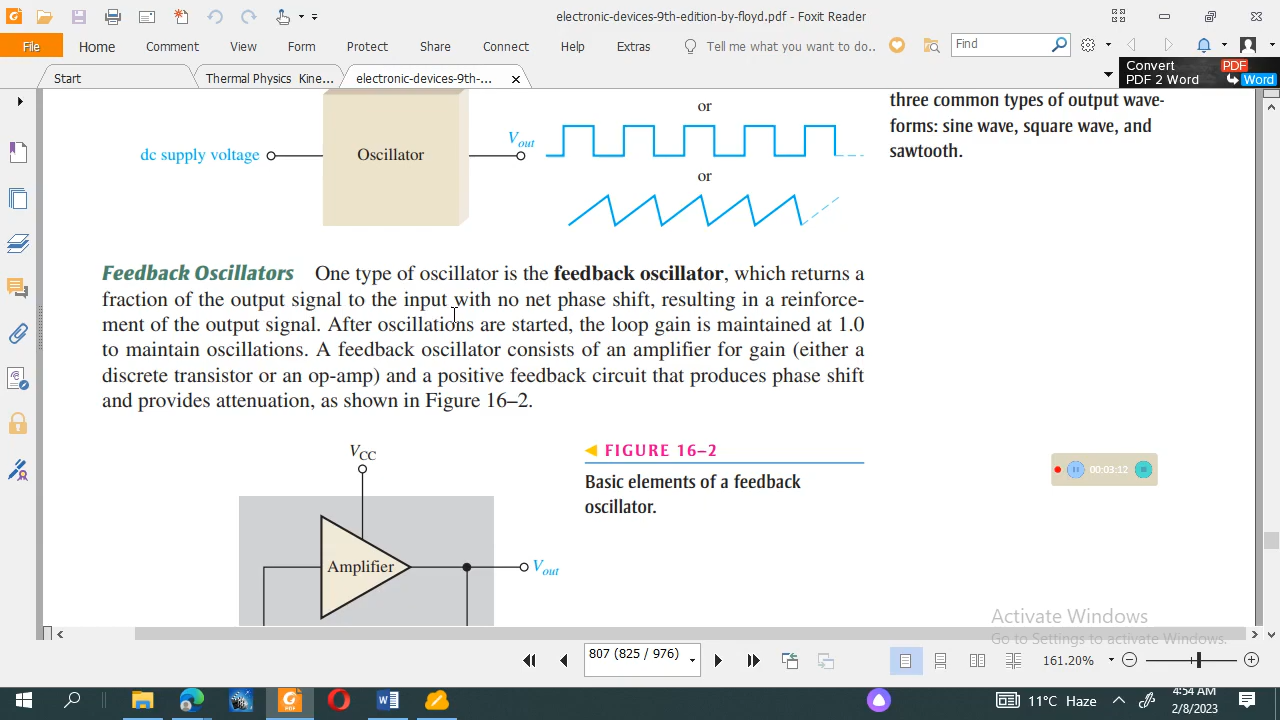 electronic-devices-9th-edition-by-floyd.pdf - Foxit Reader
File Home Comment View Form Protect Share Connect Help Extras Tell me what you want to do.. Find
Start Thermal Physics Kine... electronic-devices-9th-...
Convert PDF
PDF 2 Word Word
or
three common types of output wave-
forms: sine wave, square wave, and
sawtooth.
dc supply voltage Oscillator Vout
or
Feedback Oscillators One type of oscillator is the feedback oscillator, which returns a
fraction of the output signal to the input with no net phase shift, resulting in a reinforce-
ment of the output signal. After oscillations are started, the loop gain is maintained at 1.0
to maintain oscillations. A feedback oscillator consists of an amplifier for gain (either a
discrete transistor or an op-amp) and a positive feedback circuit that produces phase shift
and provides attenuation, as shown in Figure 16–2.
VCC
FIGURE 16–2
Basic elements of a feedback
oscillator.
00:03:12
Amplifier Vout
Activate Windows
Go to Settings to activate Windows.
807 (825 / 976) 161.20%
11°C Haze
4:54 AM
2/8/2023